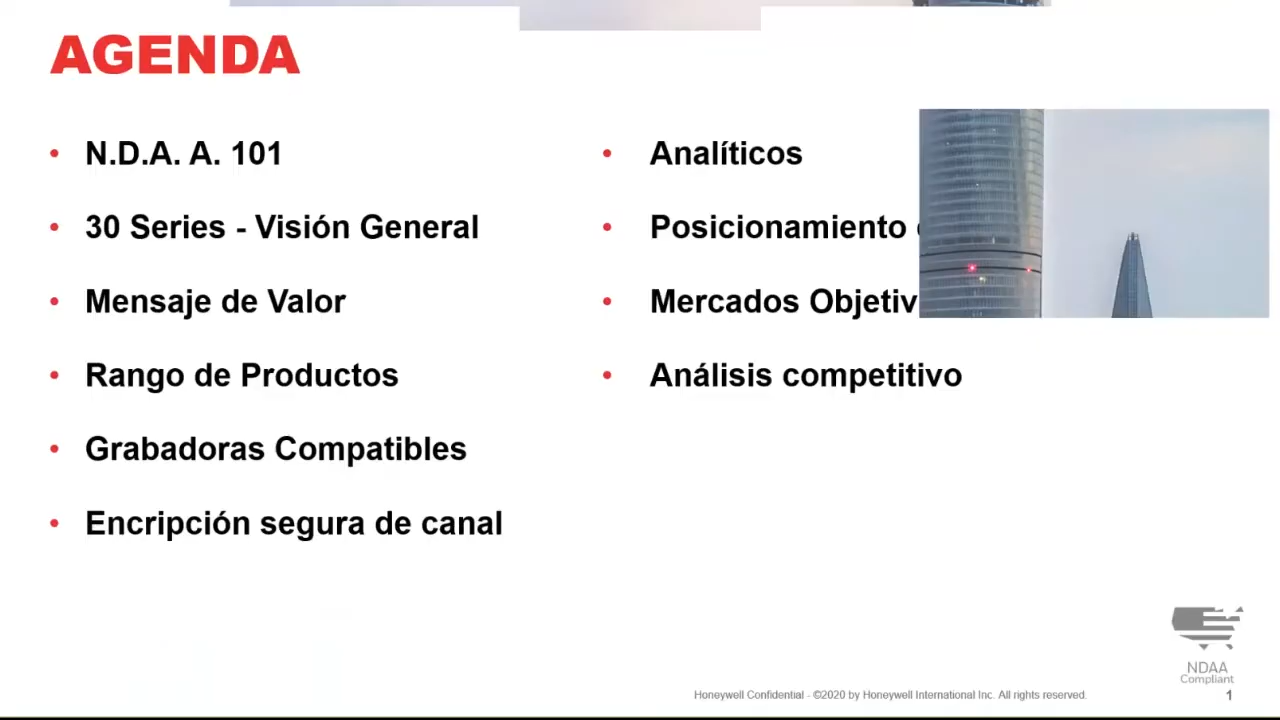 AGENDA
• N.D.A. A. 101
• 30 Series - Visión General
• Mensaje de Valor
• Rango de Productos
• Grabadoras Compatibles
• Encripción segura de canal
• Analíticos
• Posicionamiento
• Mercados Objetiv
• Análisis competitivo
NDAA
Compliant
Honeywell Confidential - ©2020 by Honeywell International Inc. All rights reserved.
1